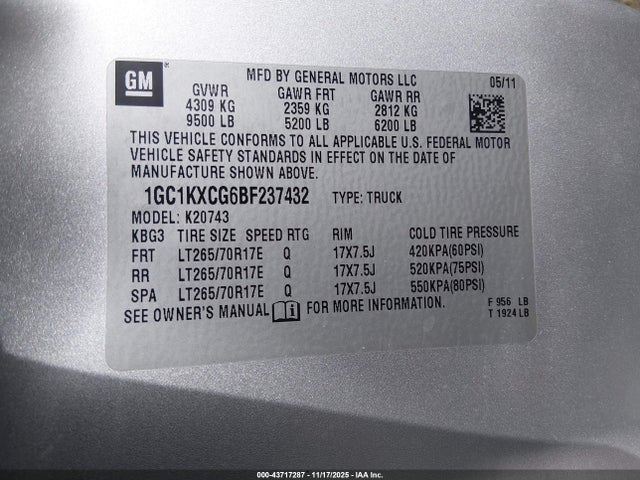 GM
MFD BY GENERAL MOTORS LLC 05/11
GVWR GAWR FRT GAWR RR
4309 KG 2359 KG 2812 KG
9500 LB 5200 LB 6200 LB
THIS VEHICLE CONFORMS TO ALL APPLICABLE U.S. FEDERAL MOTOR
VEHICLE SAFETY STANDARDS IN EFFECT ON THE DATE OF
MANUFACTURE SHOWN ABOVE.
1GC1KXCG6BF237432 TYPE: TRUCK
MODEL: K20743
KBG3 TIRE SIZE SPEED RTG RIM COLD TIRE PRESSURE
FRT LT265/70R17E Q 17X7.5J 420KPA(60PSI)
RR LT265/70R17E Q 17X7.5J 520KPA(75PSI)
SPA LT265/70R17E Q 17X7.5J 550KPA(80PSI)
SEE OWNER'S MANUAL FOR MORE INFORMATION. F 956 LB
T 1924 LB
000-43717287 - 11/17/2025 - IAA Inc.